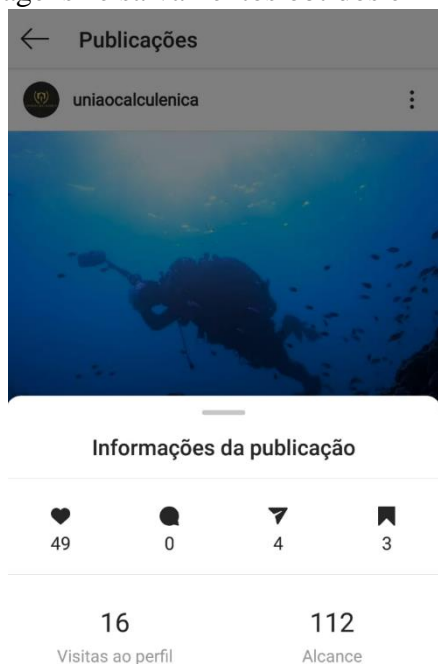 Publicações
uniaocalculenica
Informações da publicação
49 0 4 3
16 112
Visitas ao perfil Alcance